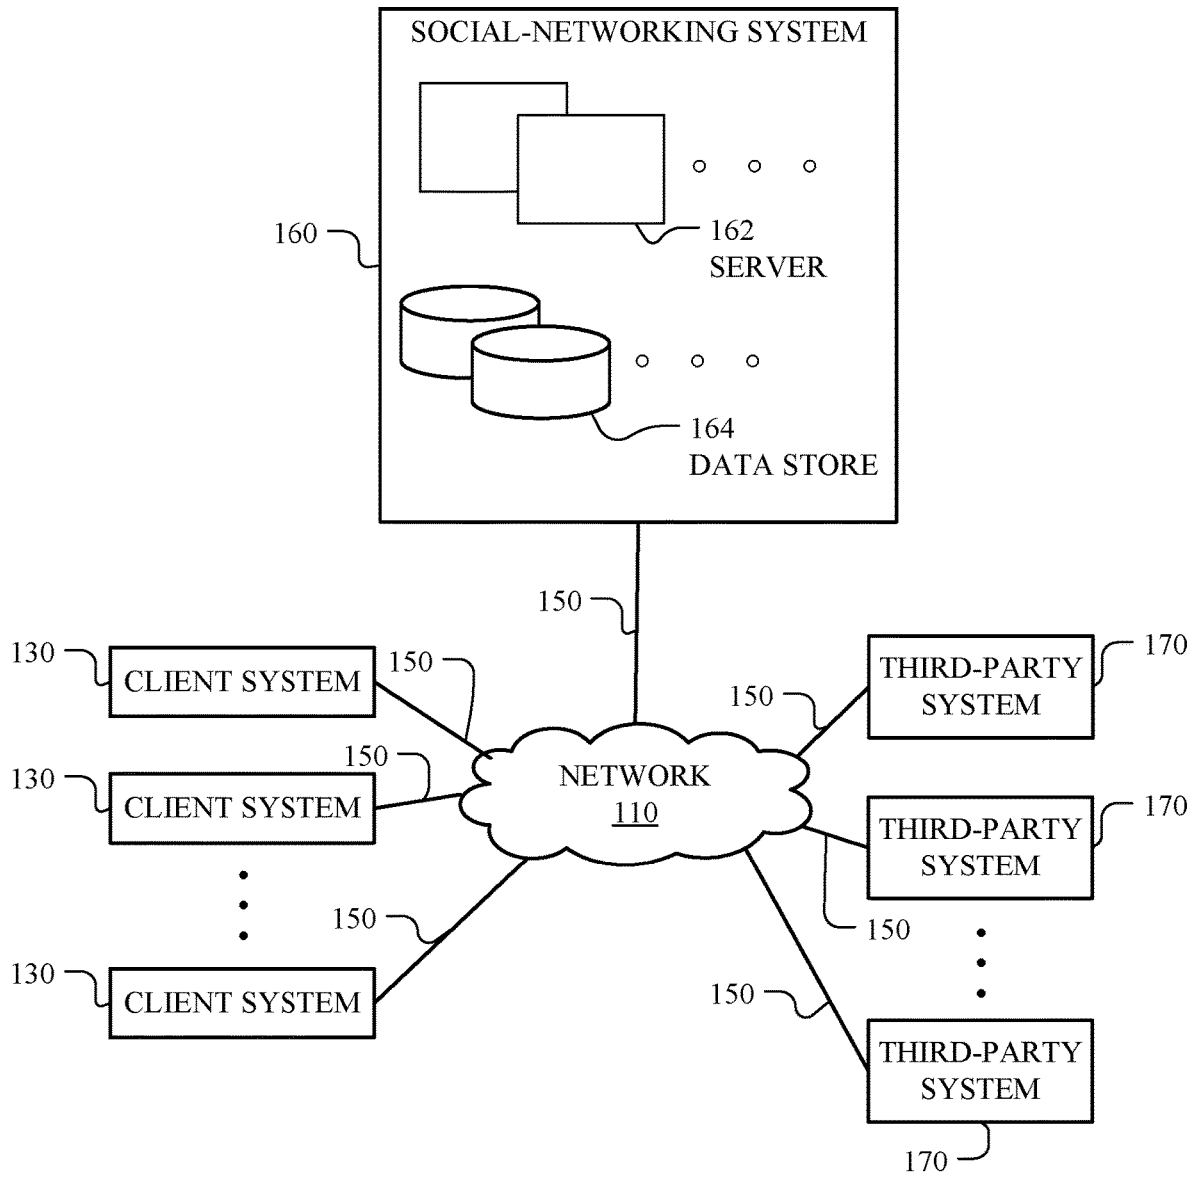 SOCIAL-NETWORKING SYSTEM
160
162
SERVER
164
DATA STORE
150
130
CLIENT SYSTEM
150
150
THIRD-PARTY
SYSTEM
170
130
CLIENT SYSTEM
150
NETWORK
110
THIRD-PARTY
SYSTEM
170
150
150
130
CLIENT SYSTEM
150
THIRD-PARTY
SYSTEM
170